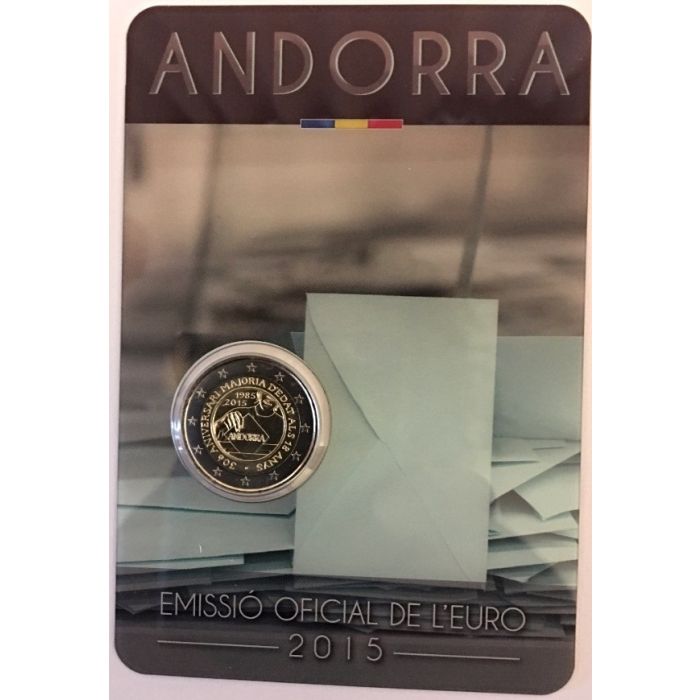 ANDORRA
30è ANIVERSARI MAJORIA D'EDAT ALS 18 ANYS
1985
2015
ANDORRA
EMISSIÓ OFICIAL DE L'EURO
2015